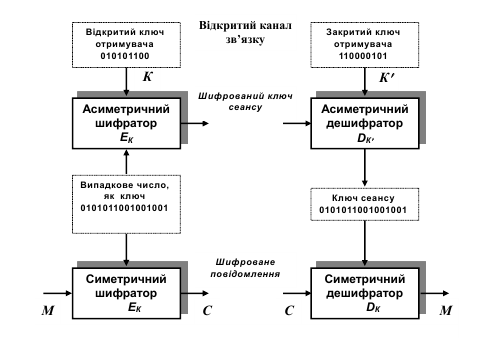 Відкритий ключ
отримувача
010101100
Відкритий канал
зв’язку
Закритий ключ
отримувача
110000101
K
K′
Шифрований ключ
сеансу
Асиметричний
шифратор
EK
Асиметричний
дешифратор
DK′
Випадкове число,
як ключ
0101011001001001
Ключ сеансу
0101011001001001
Шифроване
повідомлення
Симетричний
шифратор
EK
Симетричний
дешифратор
DK
M
C
C
M